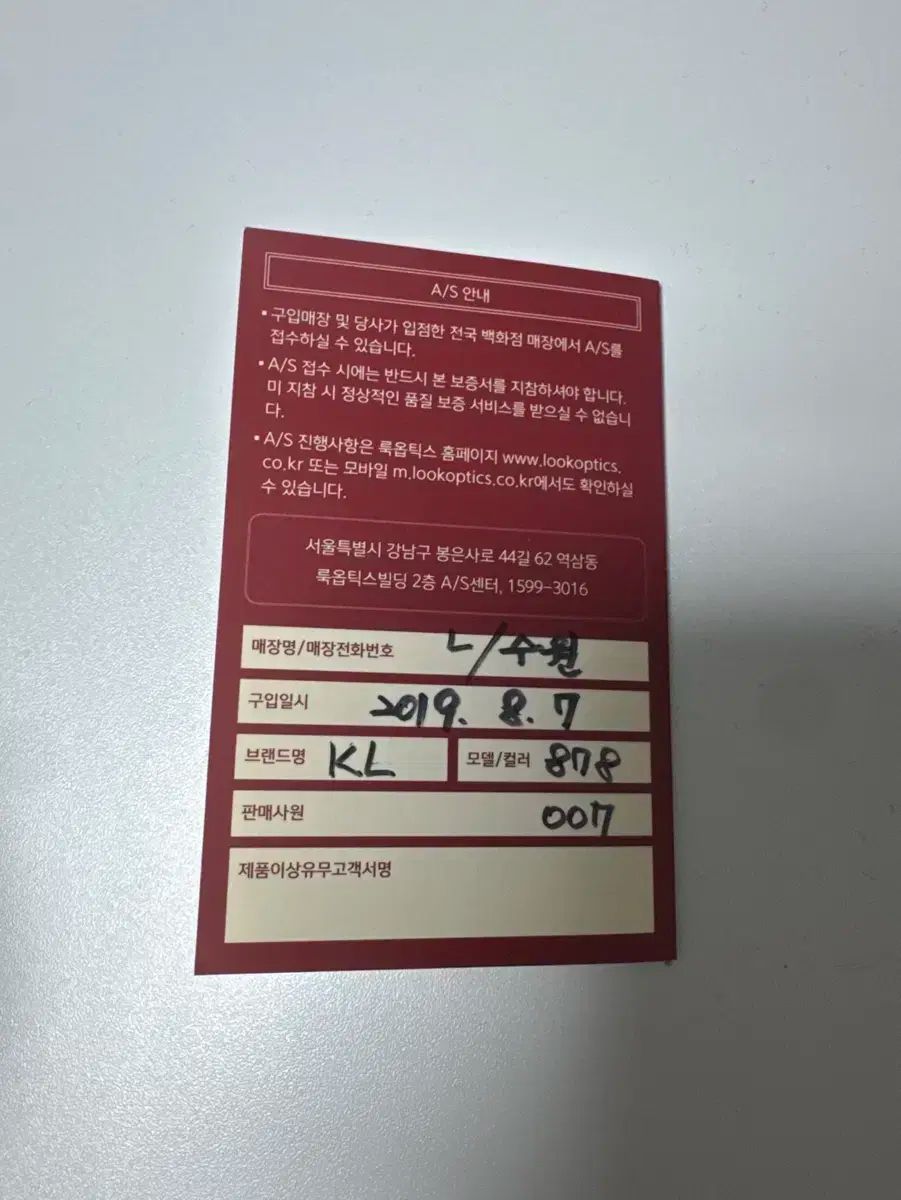 A/S 안내
▪ 구입매장 및 당사가 입점한 전국 백화점 매장에서 A/S를
접수하실 수 있습니다.
▪ A/S 접수 시에는 반드시 본 보증서를 지참하셔야 합니다.
미 지참 시 정상적인 품질 보증 서비스를 받으실 수 없습니
다.
▪ A/S 진행사항은 룩옵틱스 홈페이지 www.lookoptics.
co.kr 또는 모바일 m.lookoptics.co.kr에서도 확인하실
수 있습니다.
서울특별시 강남구 봉은사로 44길 62 역삼동
룩옵틱스빌딩 2층 A/S센터, 1599-3016
매장명/매장전화번호 L/수원
구입일시 2019. 8. 7
브랜드명 KL 모델/컬러 878
판매사원 007
제품이상유무고객서명